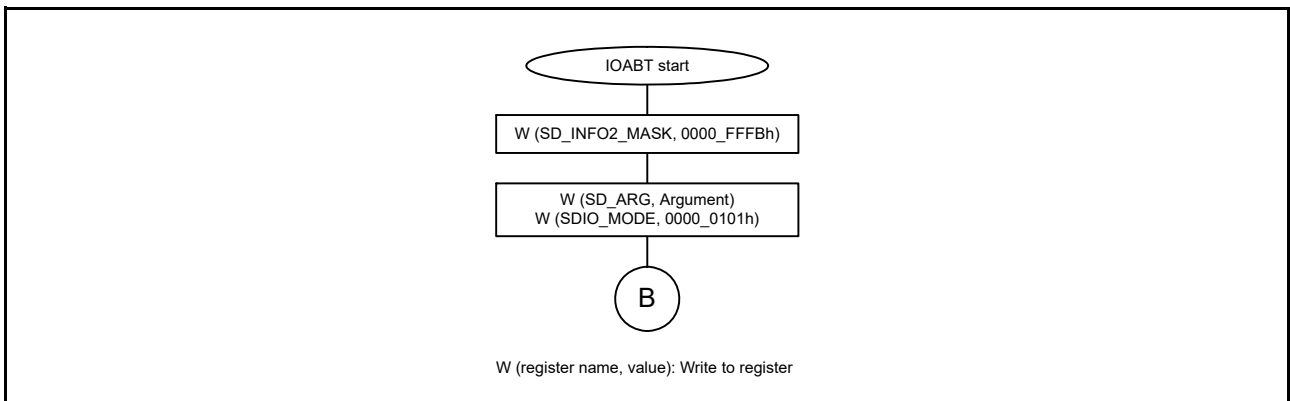 IOABT start
W (SD_INFO2_MASK, 0000_FFFBh)
W (SD_ARG, Argument)
W (SDIO_MODE, 0000_0101h)
B
W (register name, value): Write to register